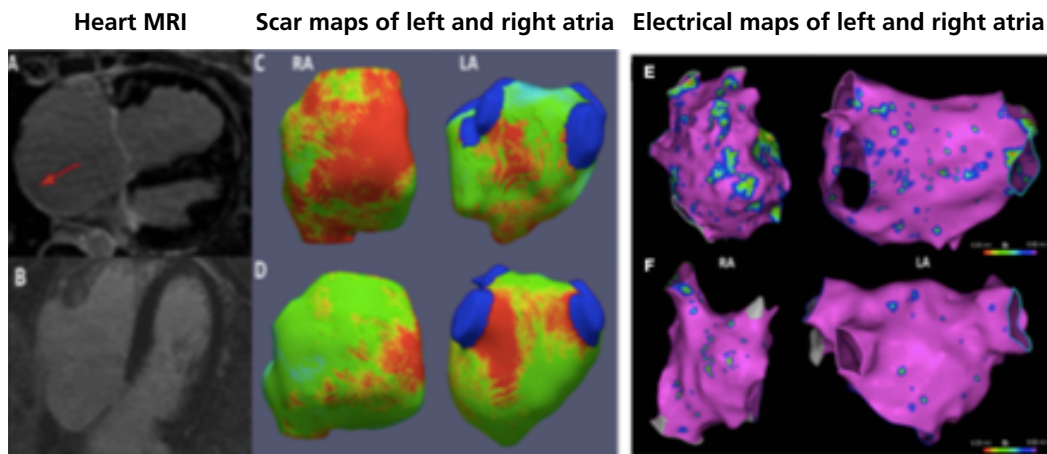 Heart MRI
Scar maps of left and right atria
Electrical maps of left and right atria
A
B
C RA LA
D
E
F RA LA